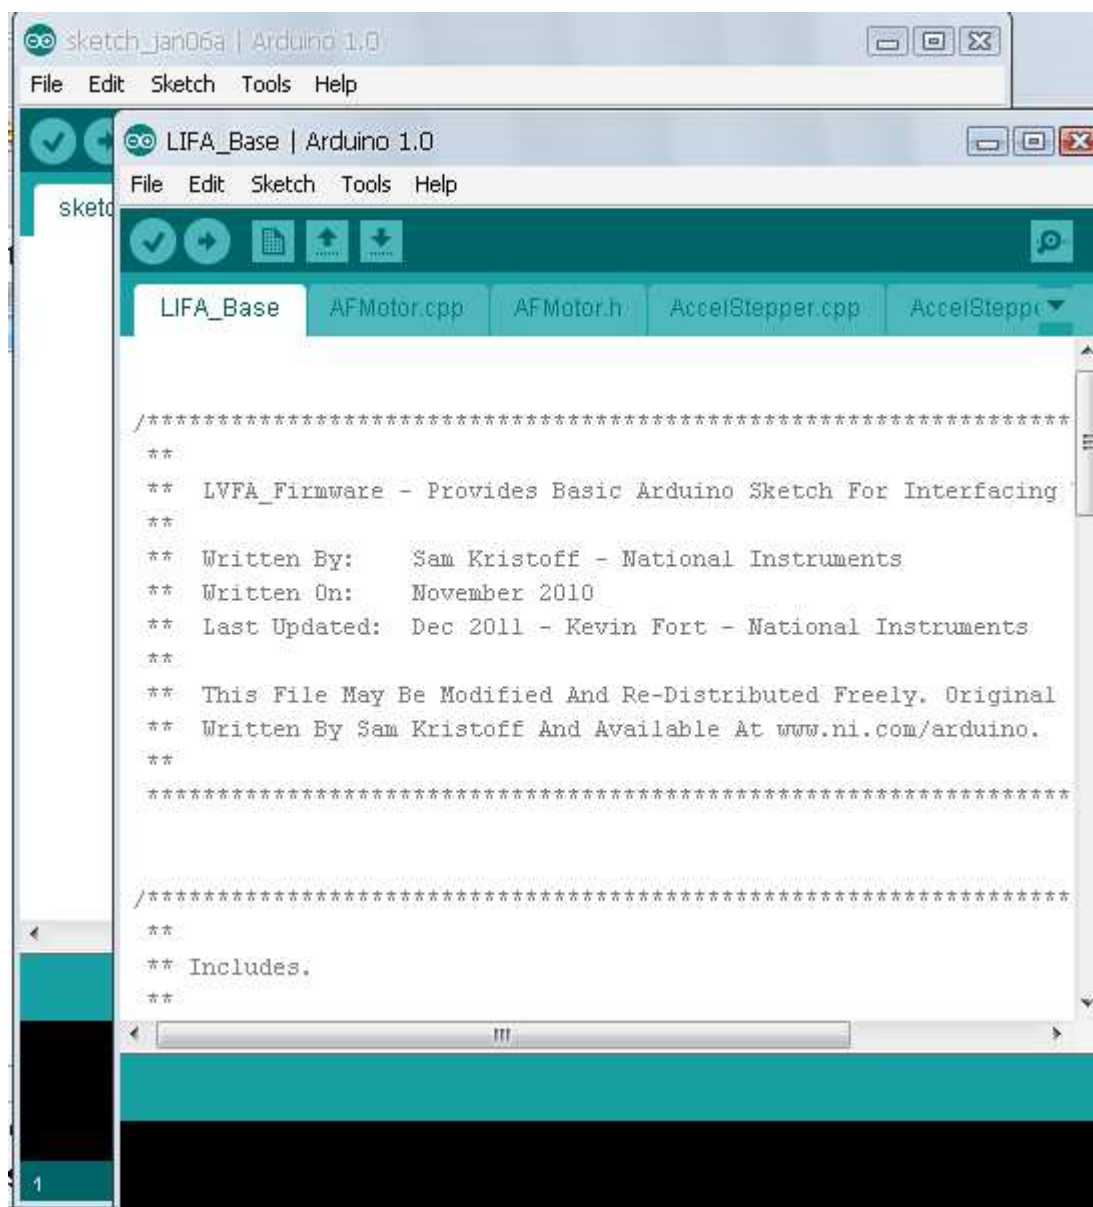 sketch_jan06a | Arduino 1.0
File Edit Sketch Tools Help
LIFA_Base | Arduino 1.0
File Edit Sketch Tools Help
sketc
LIFA_Base AFMotor.cpp AFMotor.h AccelStepper.cpp AccelStepp
/*****************************************************************
**
** LVFA_Firmware - Provides Basic Arduino Sketch For Interfacing
**
** Written By: Sam Kristoff - National Instruments
** Written On: November 2010
** Last Updated: Dec 2011 - Kevin Fort - National Instruments
**
** This File May Be Modified And Re-Distributed Freely. Original
** Written By Sam Kristoff And Available At www.ni.com/arduino.
**
*****************************************************************
/*****************************************************************
**
** Includes.
**
1